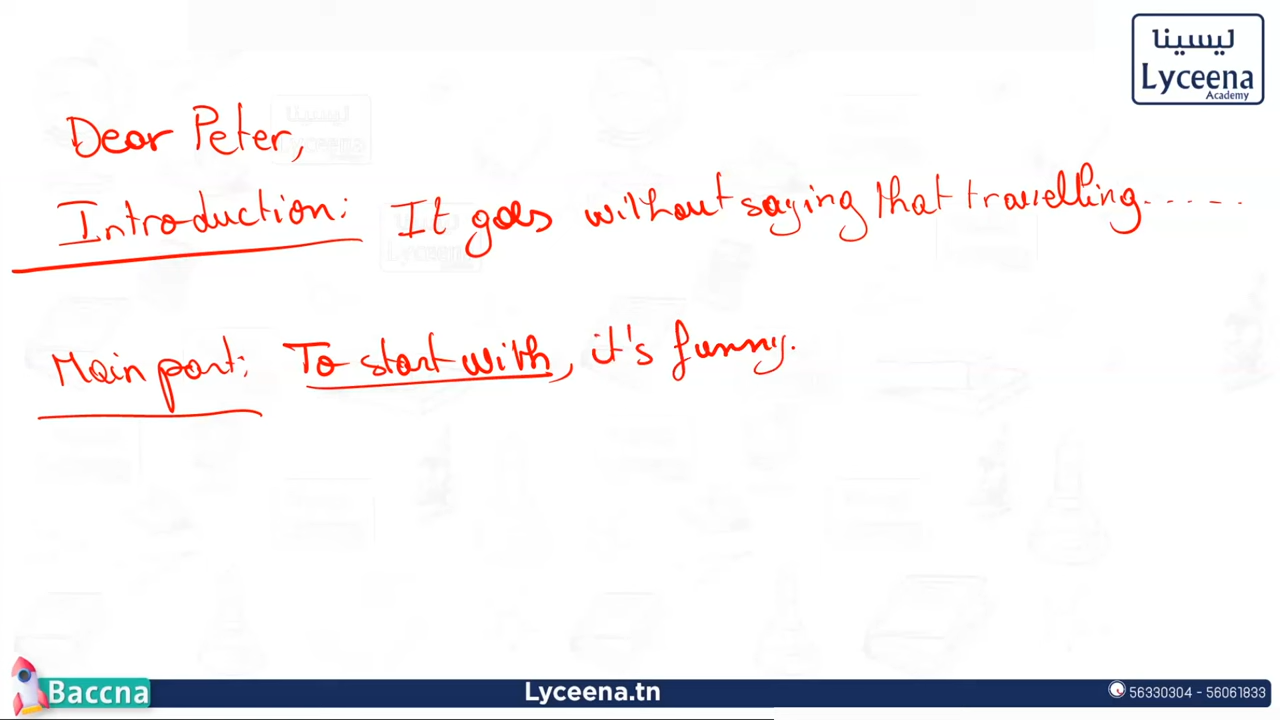 ليسينا
Lyceena
Academy
Dear Peter,
Introduction: It goes without saying that travelling......
Main part: To start with, it's funny.
Baccna
Lyceena.tn
56330304 - 56061833